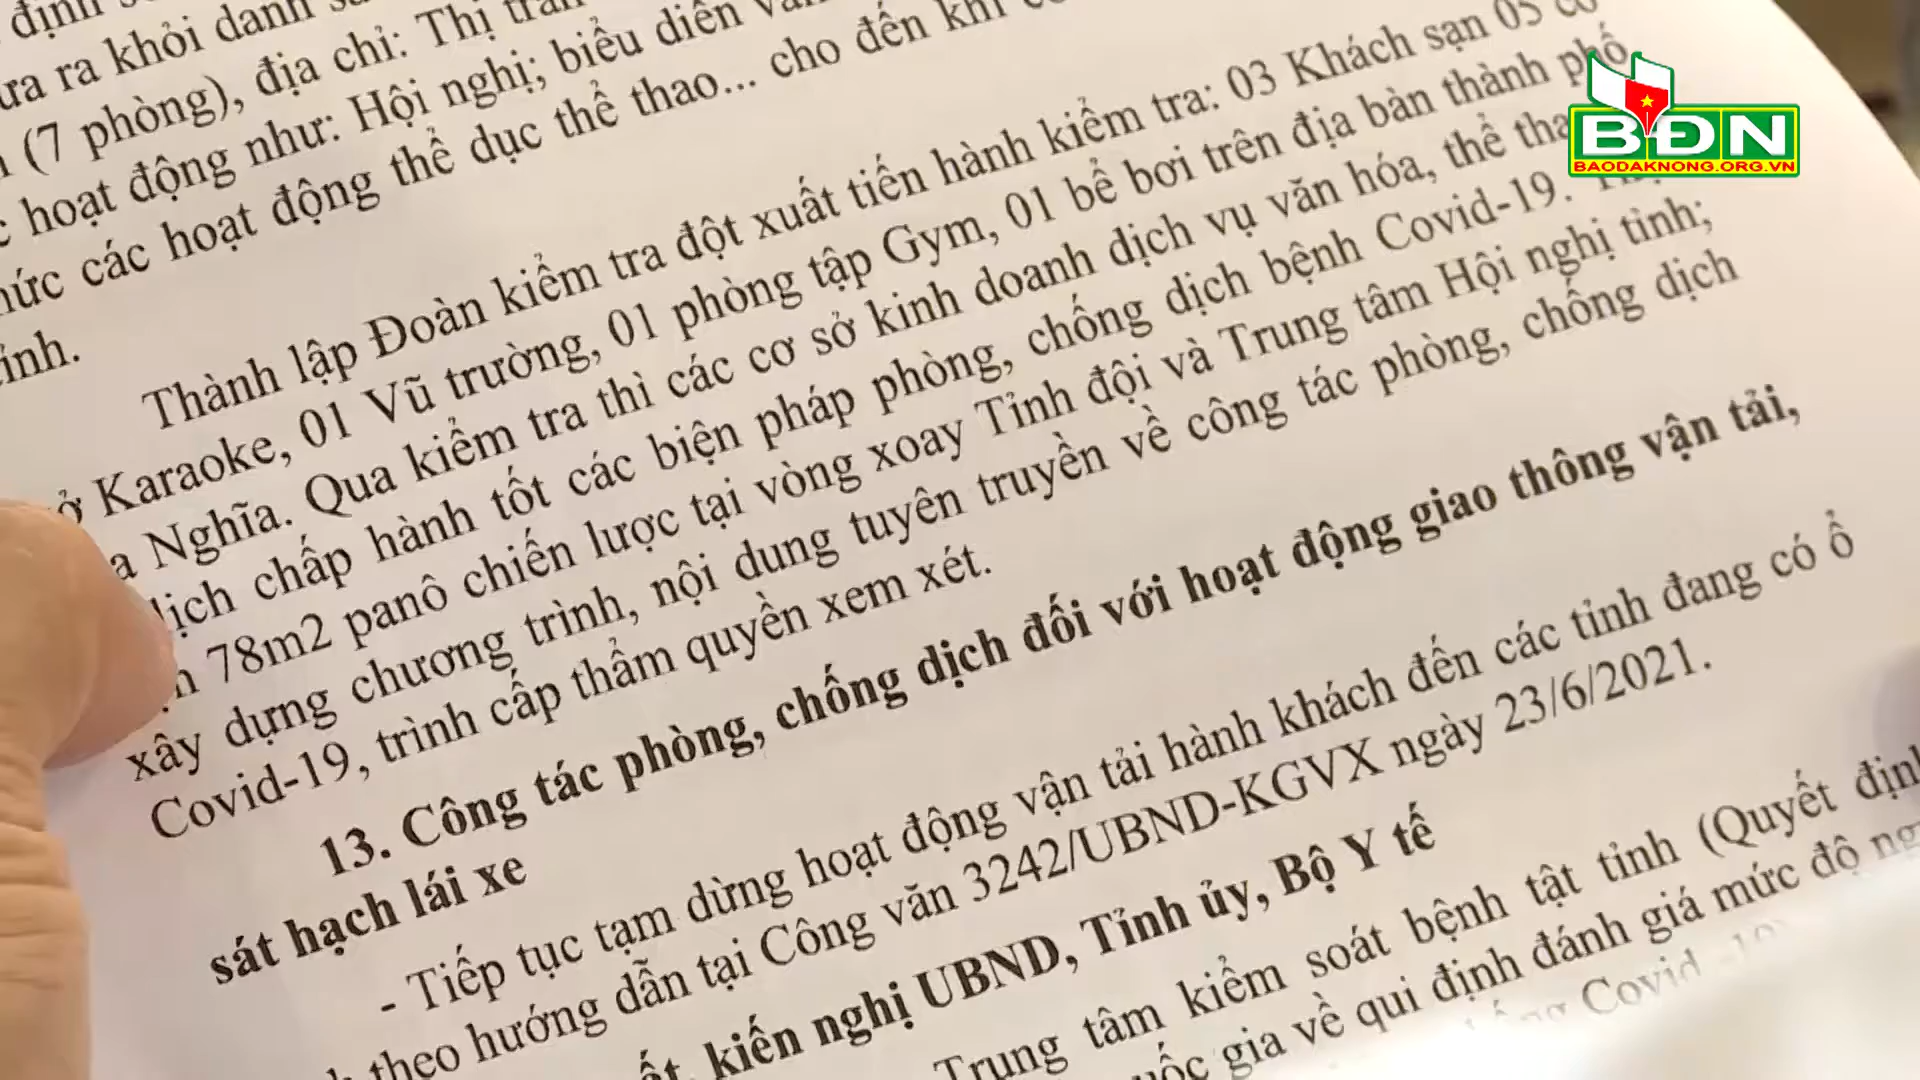 định
ra khỏi danh
(7 phòng), địa chỉ: Thị trấn
hoạt động như: Hội nghị; biểu diễn
các hoạt động thể dục thể thao... cho đến khi
Thành lập Đoàn kiểm tra đột xuất tiến hành kiểm tra: 03 Khách sạn 05
Karaoke, 01 Vũ trường, 01 phòng tập Gym, 01 bể bơi trên địa bàn thành phố
Nghĩa. Qua kiểm tra thì các cơ sở kinh doanh dịch vụ văn hóa, thể
chấp hành tốt các biện pháp phòng, chống dịch bệnh Covid-19.
78m2 panô chiến lược tại vòng xoay Tỉnh đội và Trung tâm Hội nghị tỉnh;
xây dựng chương trình, nội dung tuyên truyền về công tác phòng, chống dịch
Covid-19, trình cấp thẩm quyền xem xét.
13. Công tác phòng, chống dịch đối với hoạt động giao thông vận tải,
sát hạch lái xe
- Tiếp tục tạm dừng hoạt động vận tải hành khách đến các tỉnh đang có ổ
theo hướng dẫn tại Công văn 3242/UBND-KGVX ngày 23/6/2021.
kiến nghị UBND, Tỉnh ủy, Bộ Y tế
Trung tâm kiểm soát bệnh tật tỉnh (Quyết định
gia về qui định đánh giá mức độ
Covid
BĐN
BAODAKNONG.ORG.VN